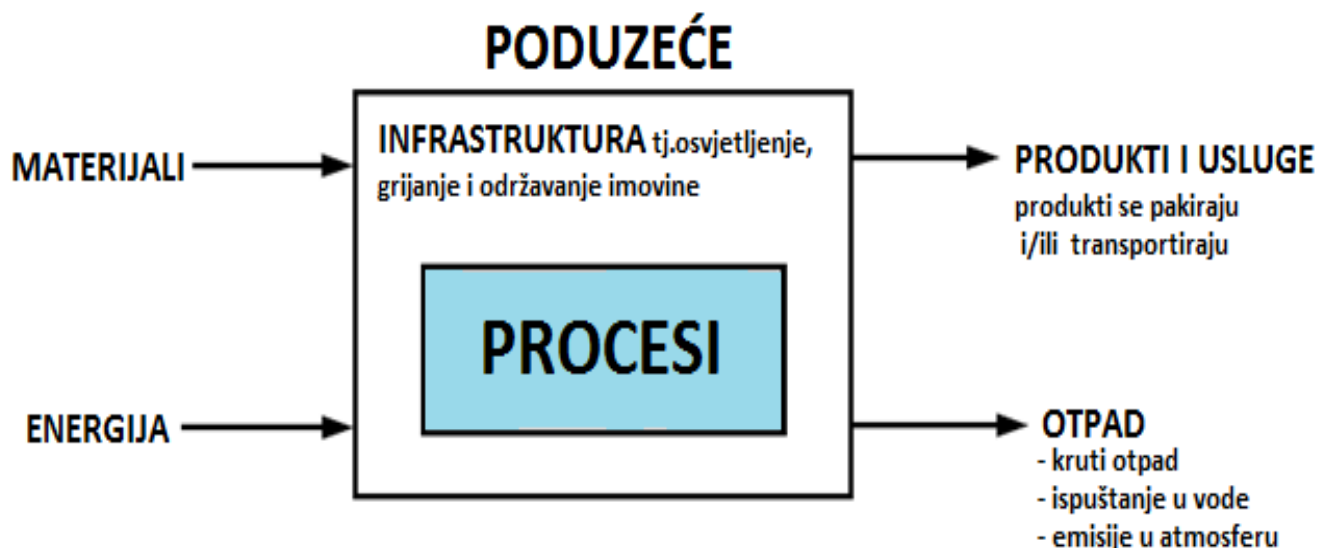 PODUZEĆE
INFRASTRUKTURA tj.osvjetljenje,
grijanje i održavanje imovine
MATERIJALI
PROCESI
ENERGIJA
PRODUKTI I USLUGE
produkti se pakiraju
i/ili transportiraju
OTPAD
- kruti otpad
- ispuštanje u vode
- emisije u atmosferu